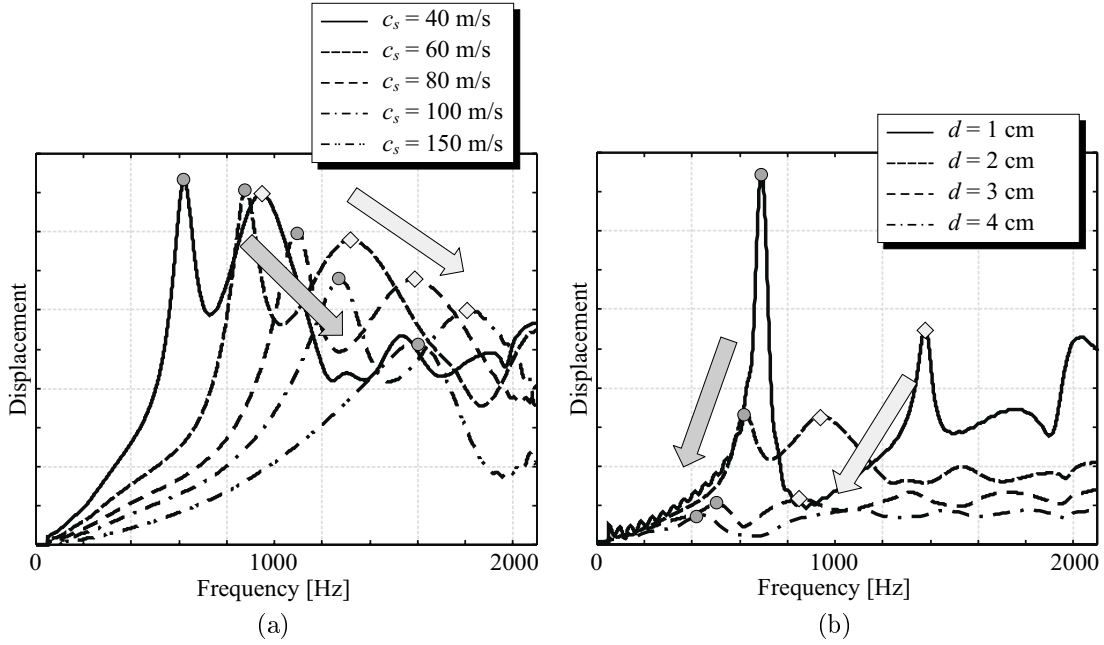 c_s = 40 m/s
c_s = 60 m/s
c_s = 80 m/s
c_s = 100 m/s
c_s = 150 m/s
Displacement
0
1000
2000
Frequency [Hz]
(a)
d = 1 cm
d = 2 cm
d = 3 cm
d = 4 cm
Displacement
0
1000
2000
Frequency [Hz]
(b)